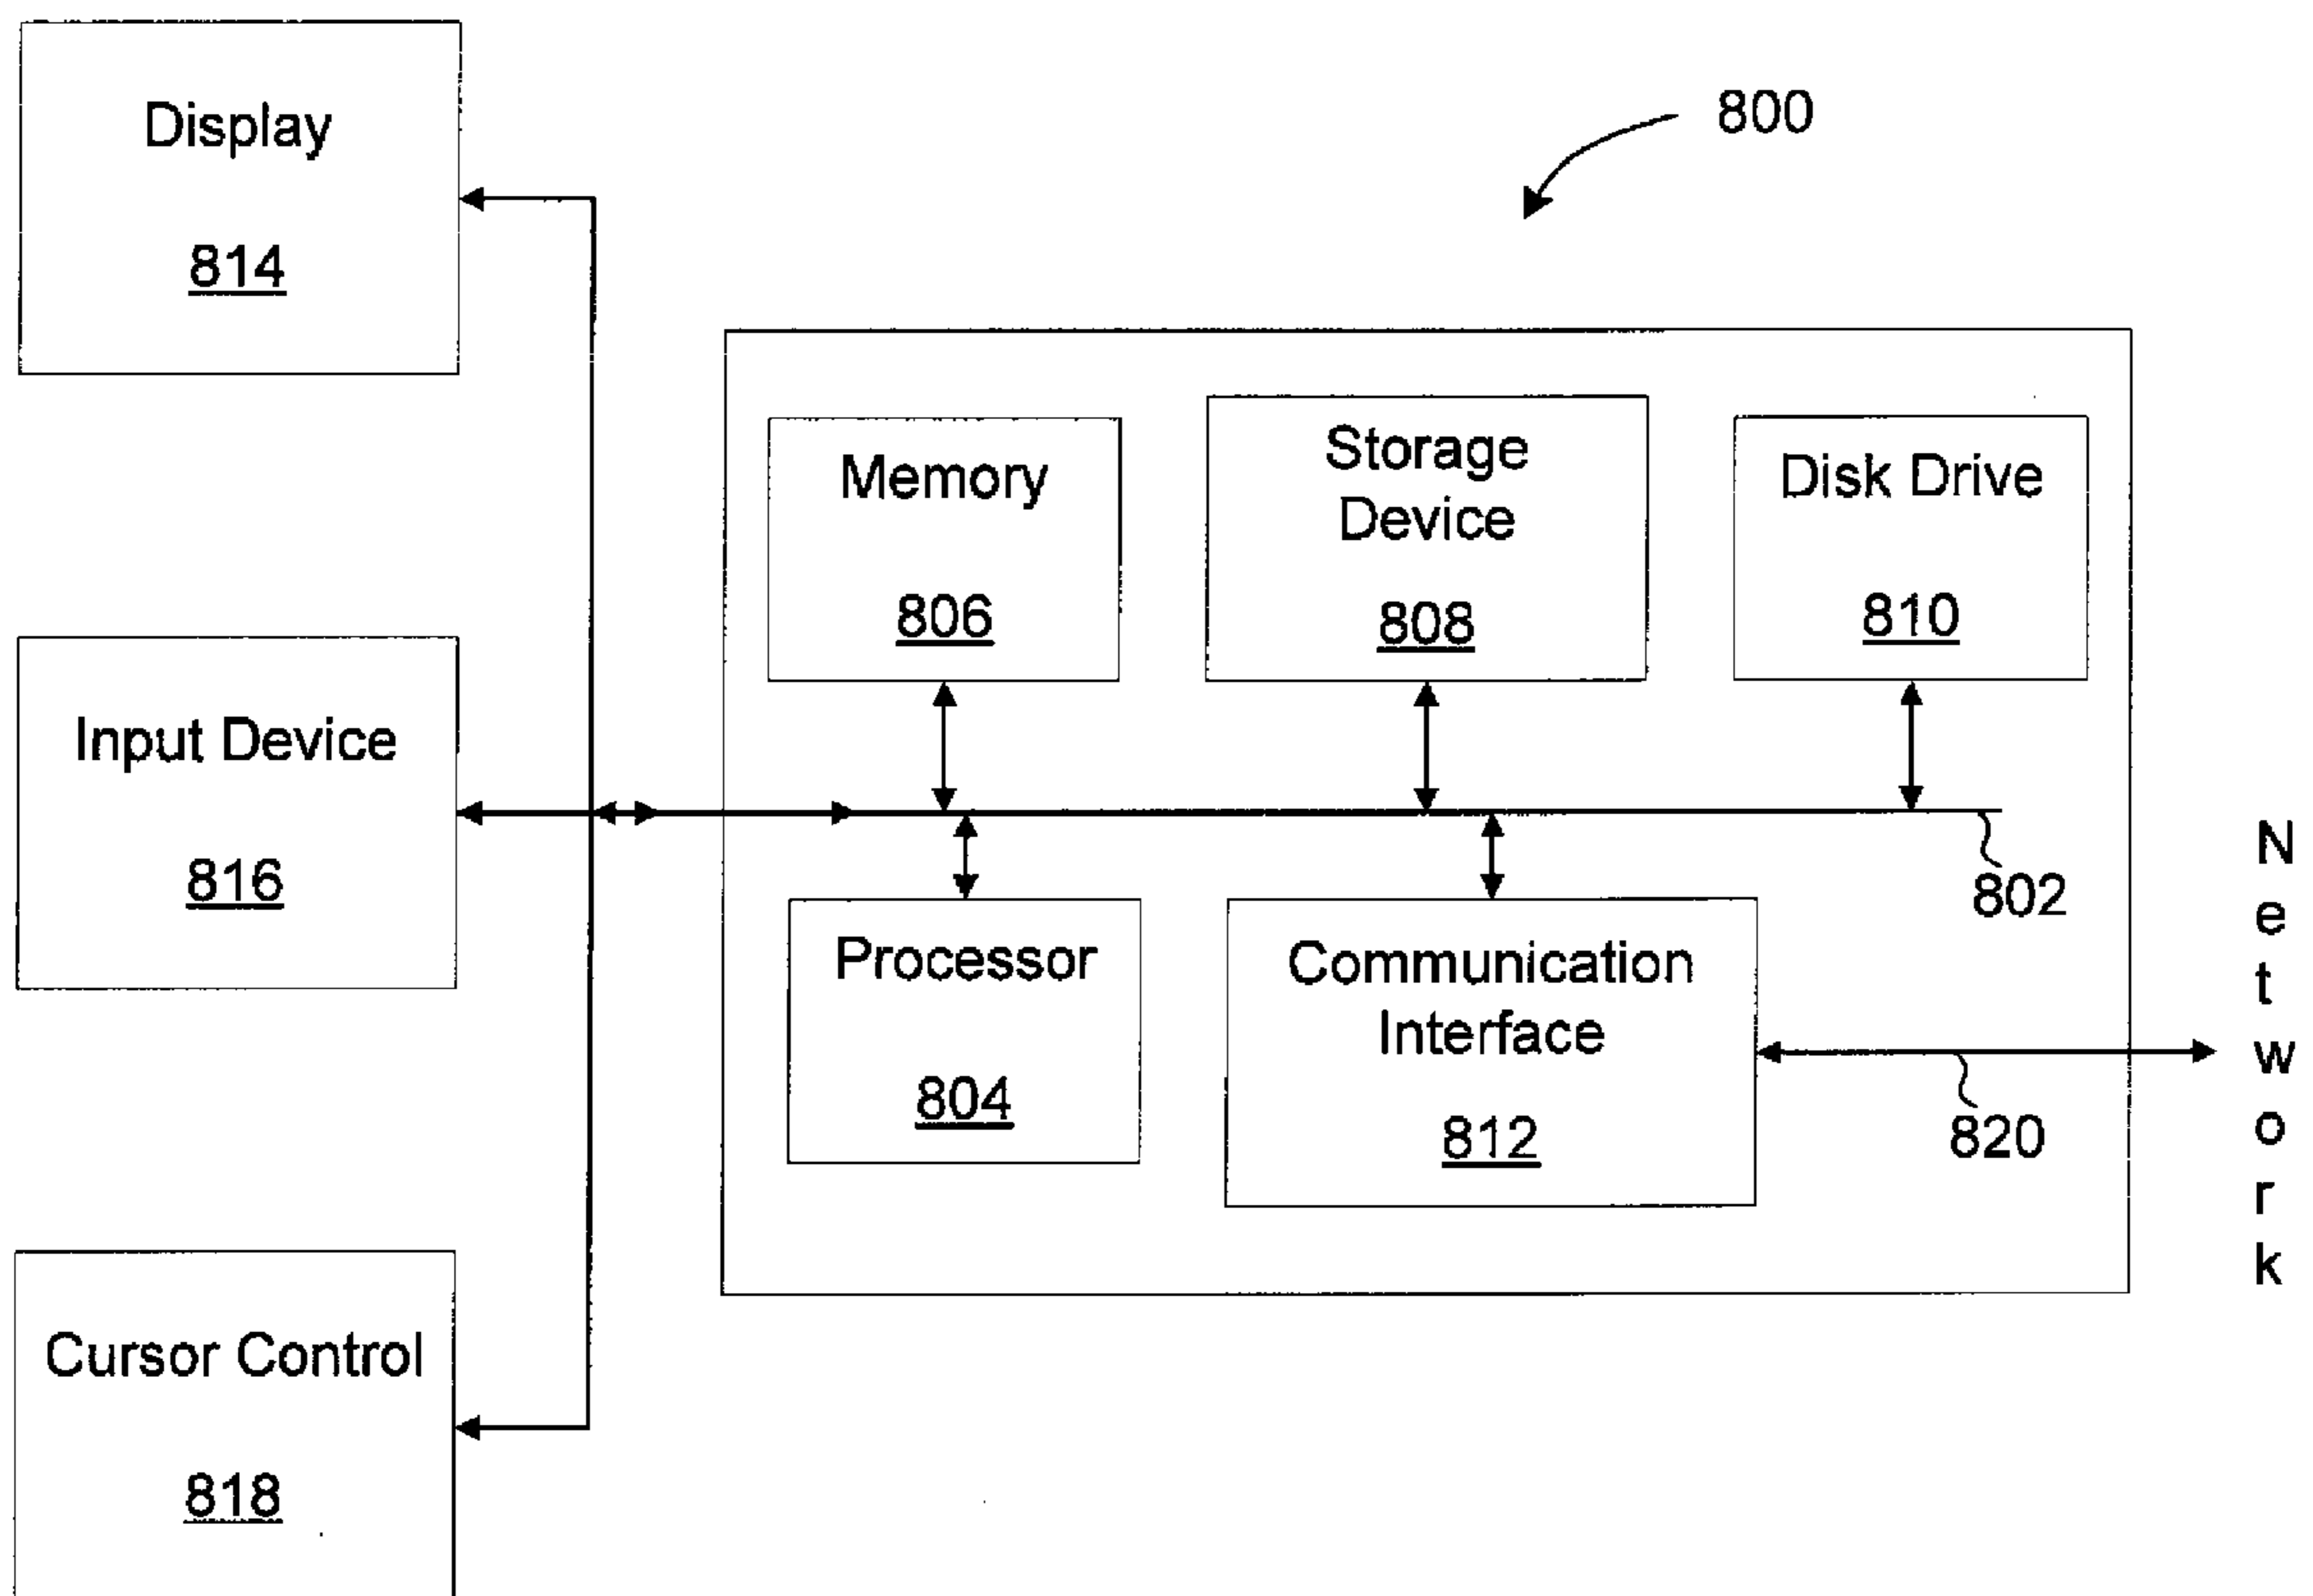 Display
814
800
Memory
806
Storage
Device
808
Disk Drive
810
Input Device
816
802
Processor
804
Communication
Interface
812
820
Network
Cursor Control
818